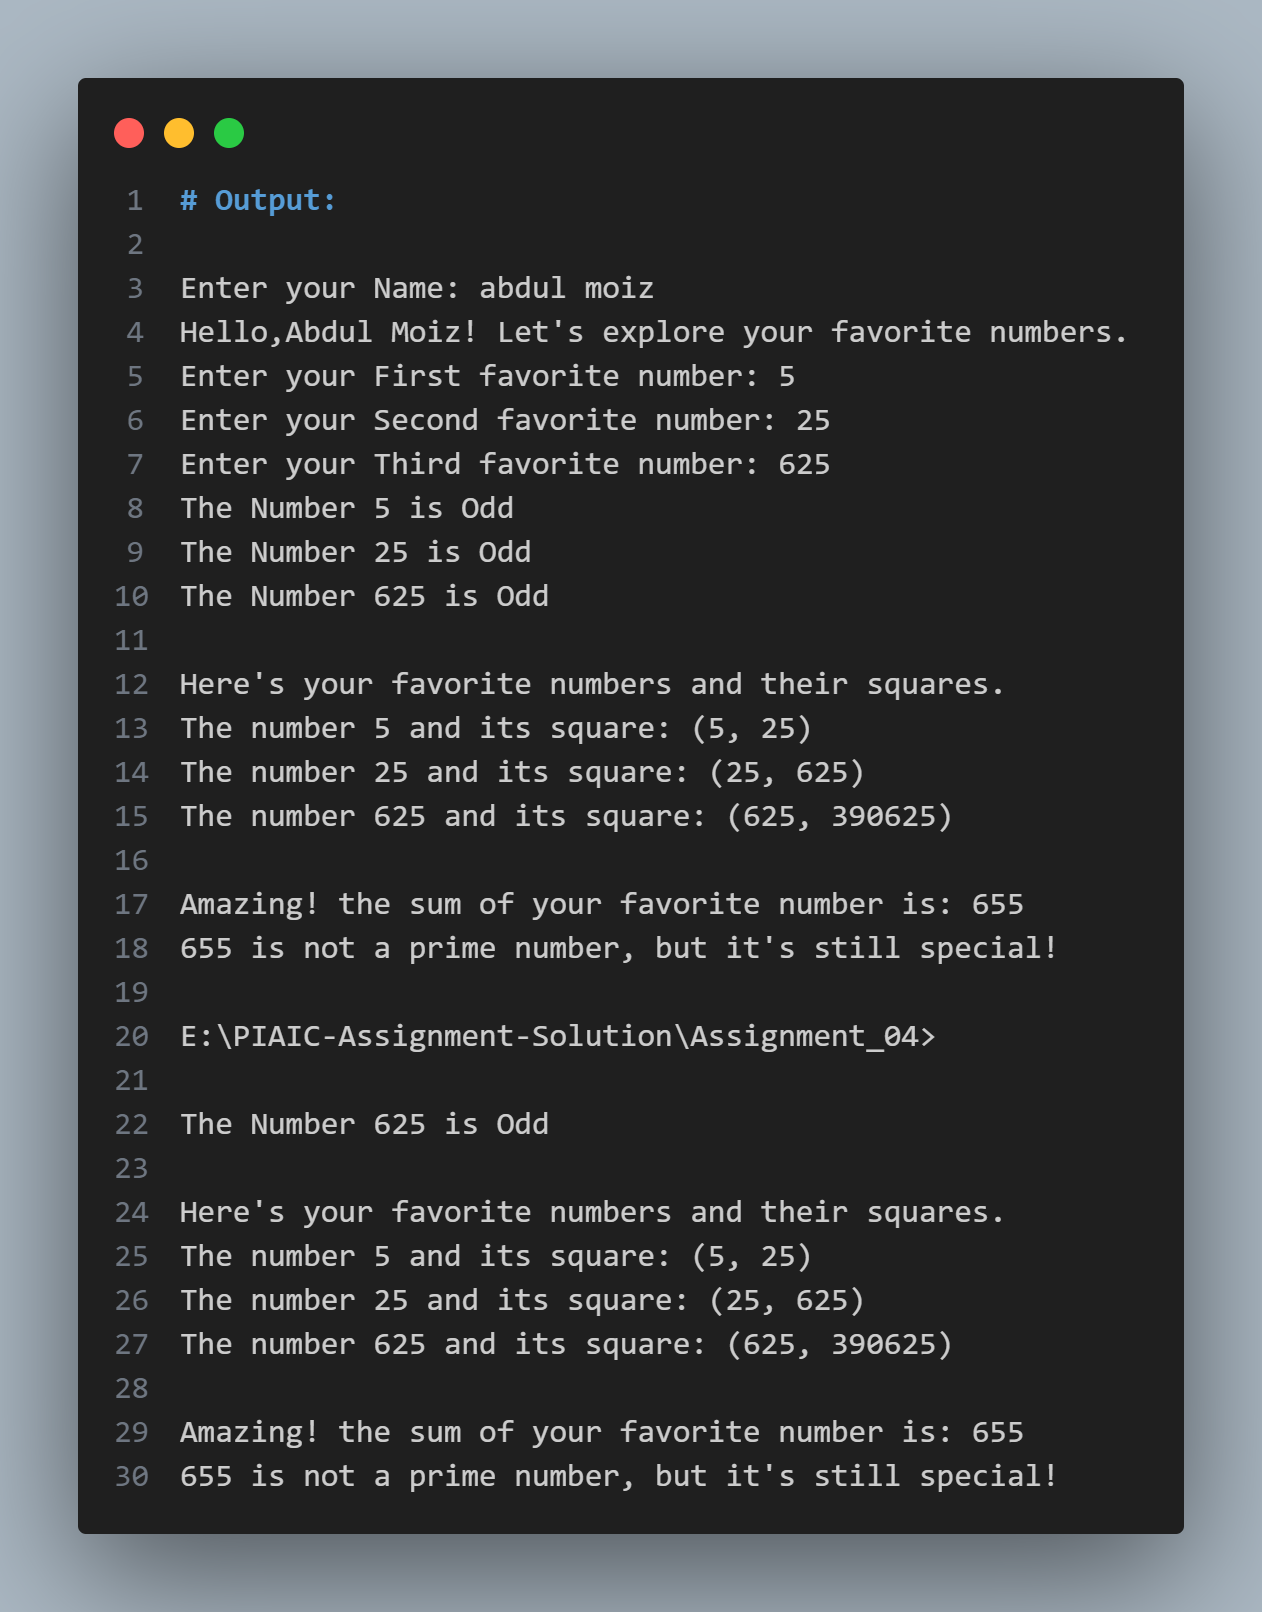 1 # Output:
2
3 Enter your Name: abdul moiz
4 Hello,Abdul Moiz! Let's explore your favorite numbers.
5 Enter your First favorite number: 5
6 Enter your Second favorite number: 25
7 Enter your Third favorite number: 625
8 The Number 5 is Odd
9 The Number 25 is Odd
10 The Number 625 is Odd
11
12 Here's your favorite numbers and their squares.
13 The number 5 and its square: (5, 25)
14 The number 25 and its square: (25, 625)
15 The number 625 and its square: (625, 390625)
16
17 Amazing! the sum of your favorite number is: 655
18 655 is not a prime number, but it's still special!
19
20 E:\PIAIC-Assignment-Solution\Assignment_04>
21
22 The Number 625 is Odd
23
24 Here's your favorite numbers and their squares.
25 The number 5 and its square: (5, 25)
26 The number 25 and its square: (25, 625)
27 The number 625 and its square: (625, 390625)
28
29 Amazing! the sum of your favorite number is: 655
30 655 is not a prime number, but it's still special!